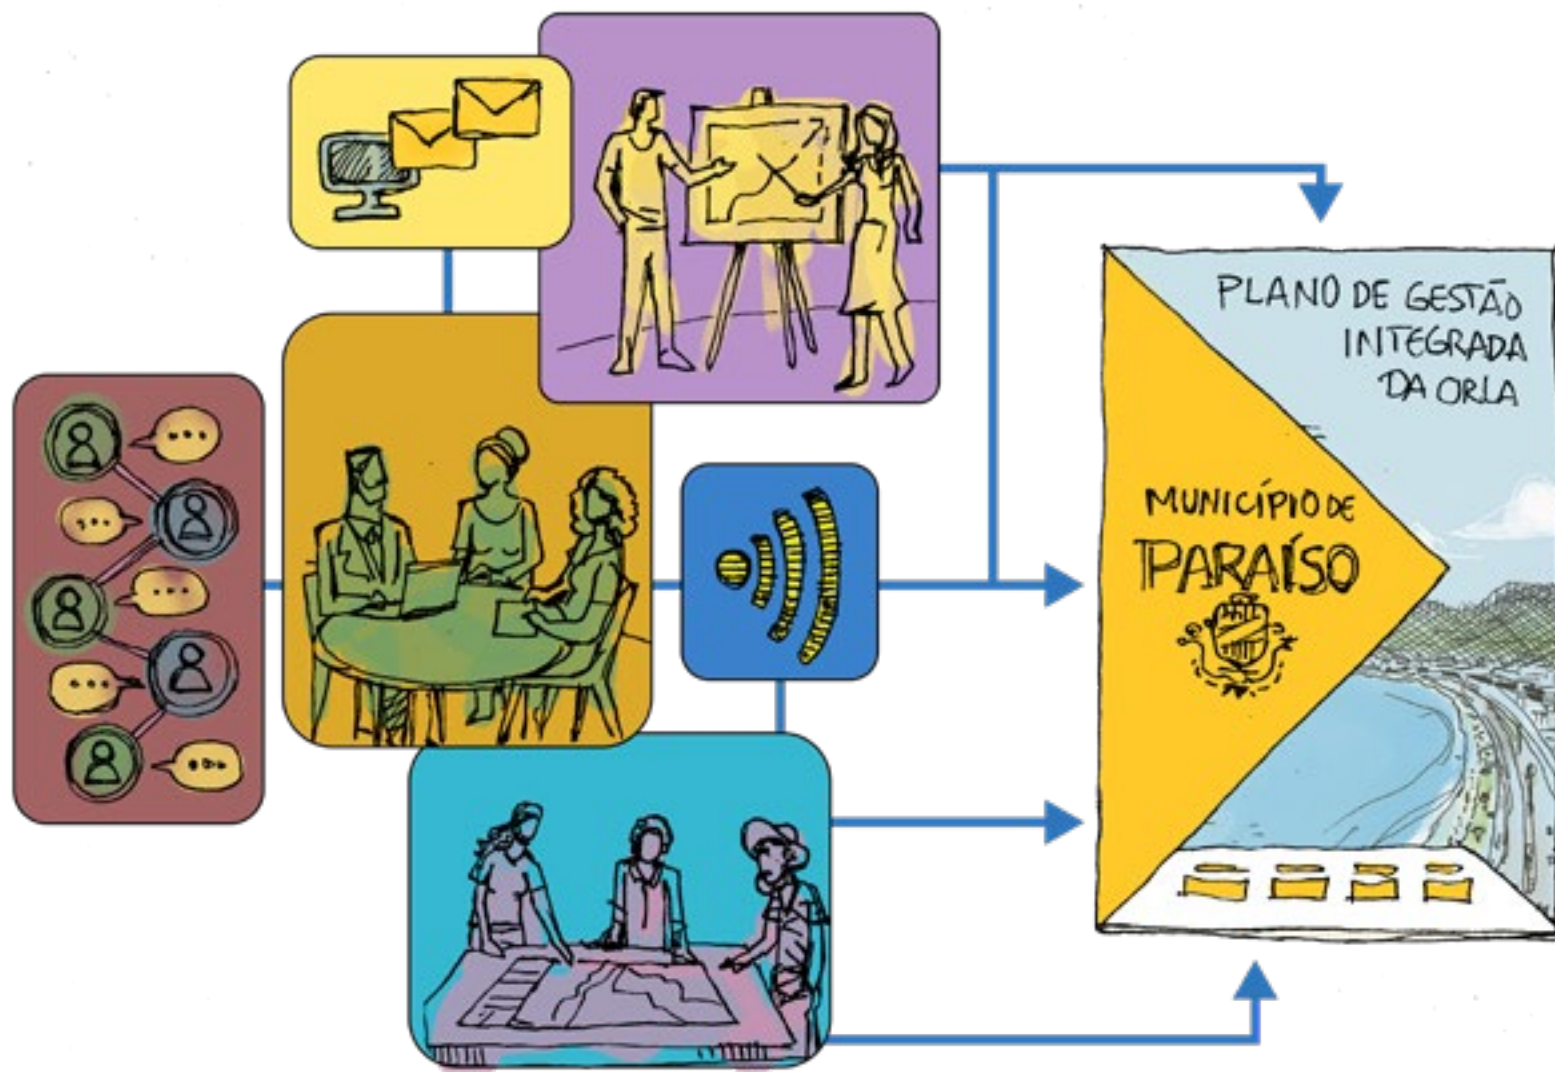 PLANO DE GESTÃO
INTEGRADA
DA ORLA
MUNICÍPIO DE
PARAÍSO